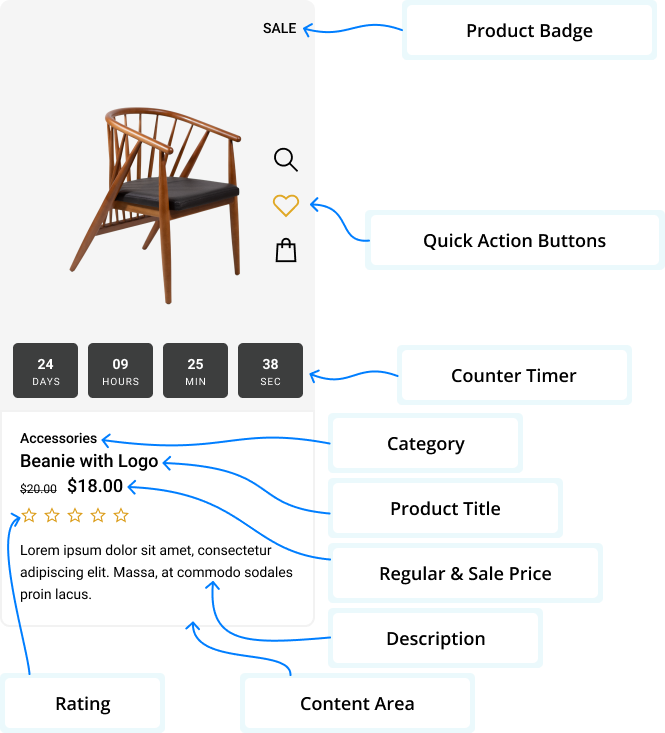 SALE
Product Badge
Quick Action Buttons
24
DAYS
09
HOURS
25
MIN
38
SEC
Counter Timer
Accessories
Category
Beanie with Logo
$20.00 $18.00
Product Title
Regular & Sale Price
Lorem ipsum dolor sit amet, consectetur
adipiscing elit. Massa, at commodo sodales
proin lacus.
Description
Rating
Content Area